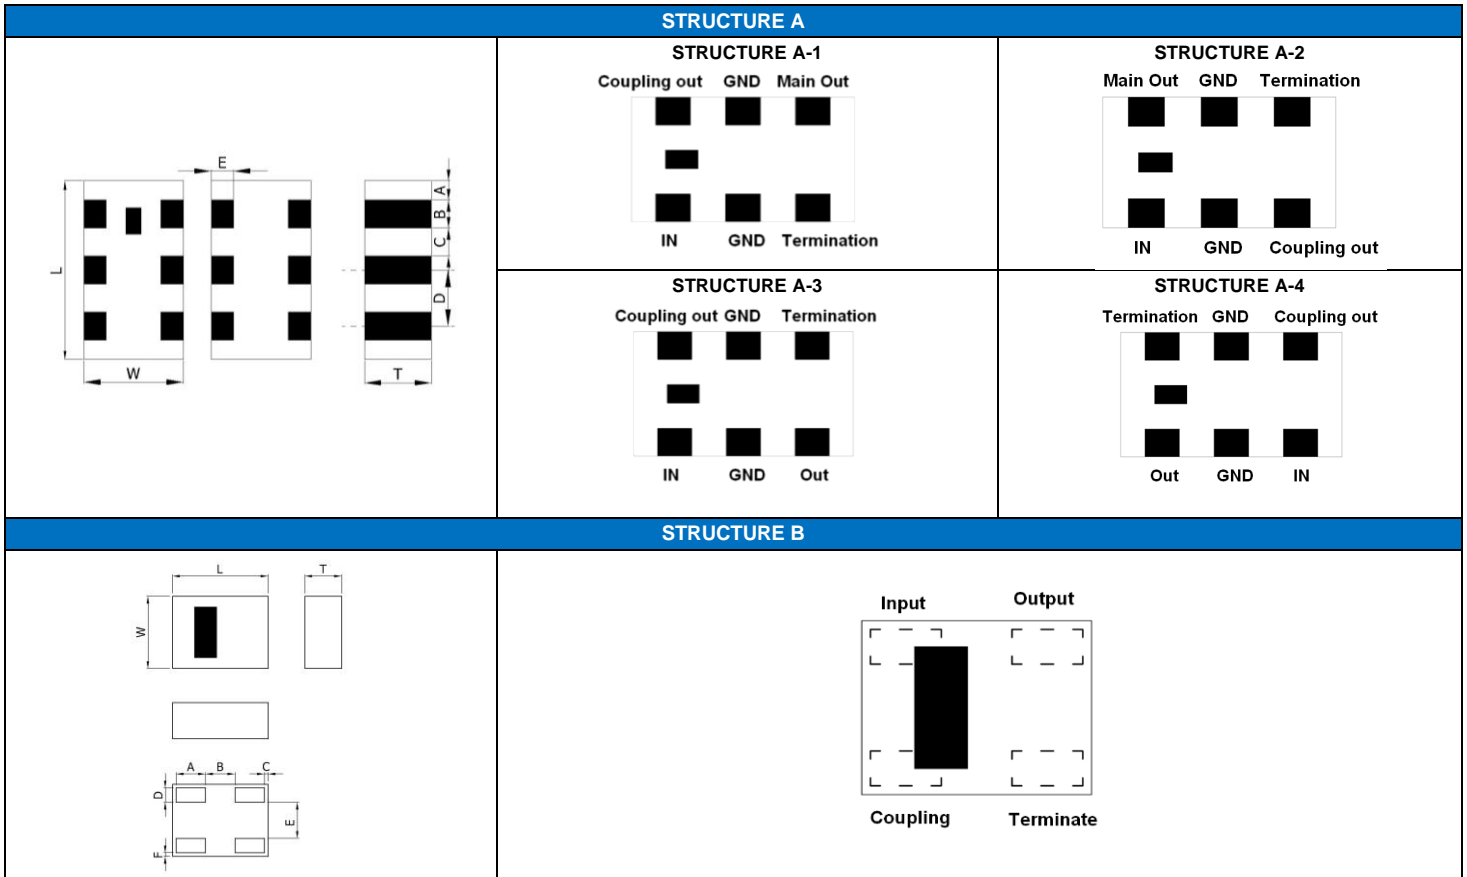 STRUCTURE A
E
A
B
C
D
L
W
T
STRUCTURE A-1
Coupling out GND Main Out
IN GND Termination
STRUCTURE A-2
Main Out GND Termination
IN GND Coupling out
STRUCTURE A-3
Coupling out GND Termination
IN GND Out
STRUCTURE A-4
Termination GND Coupling out
Out GND IN
STRUCTURE B
L T
W
A B C
D
E
F
Input Output
Coupling Terminate